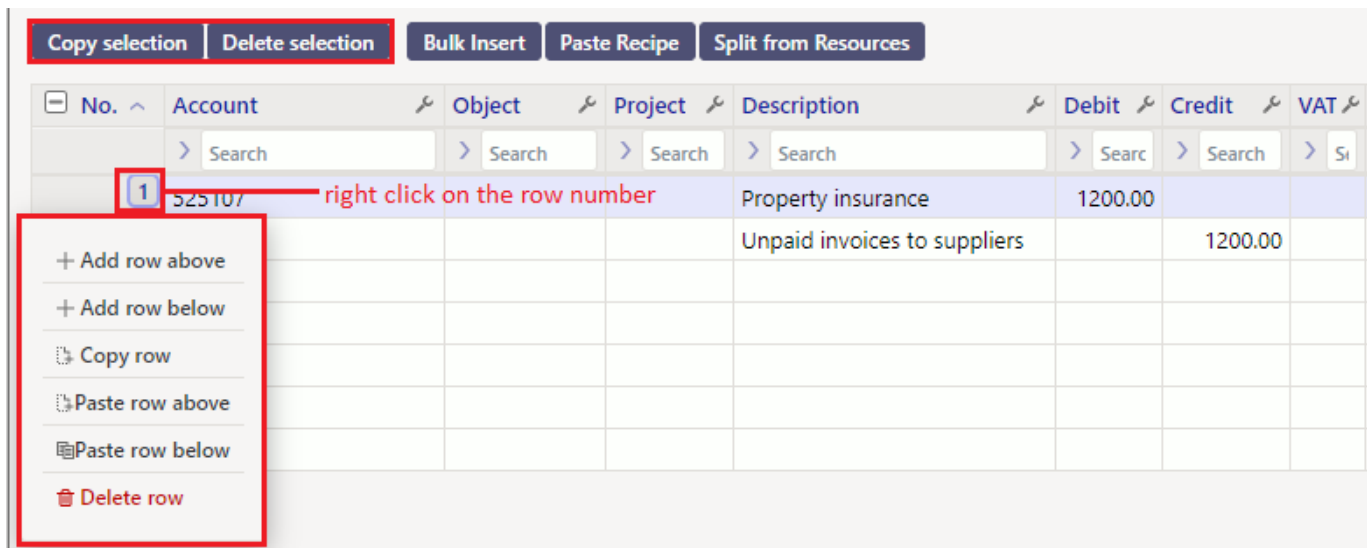 Copy selection Delete selection Bulk Insert Paste Recipe Split from Resources
No. Account Object Project Description Debit Credit VAT
Search Search Search Search Searc Search Se
1 525107 right click on the row number Property insurance 1200.00
Unpaid invoices to suppliers 1200.00
Add row above
Add row below
Copy row
Paste row above
Paste row below
Delete row